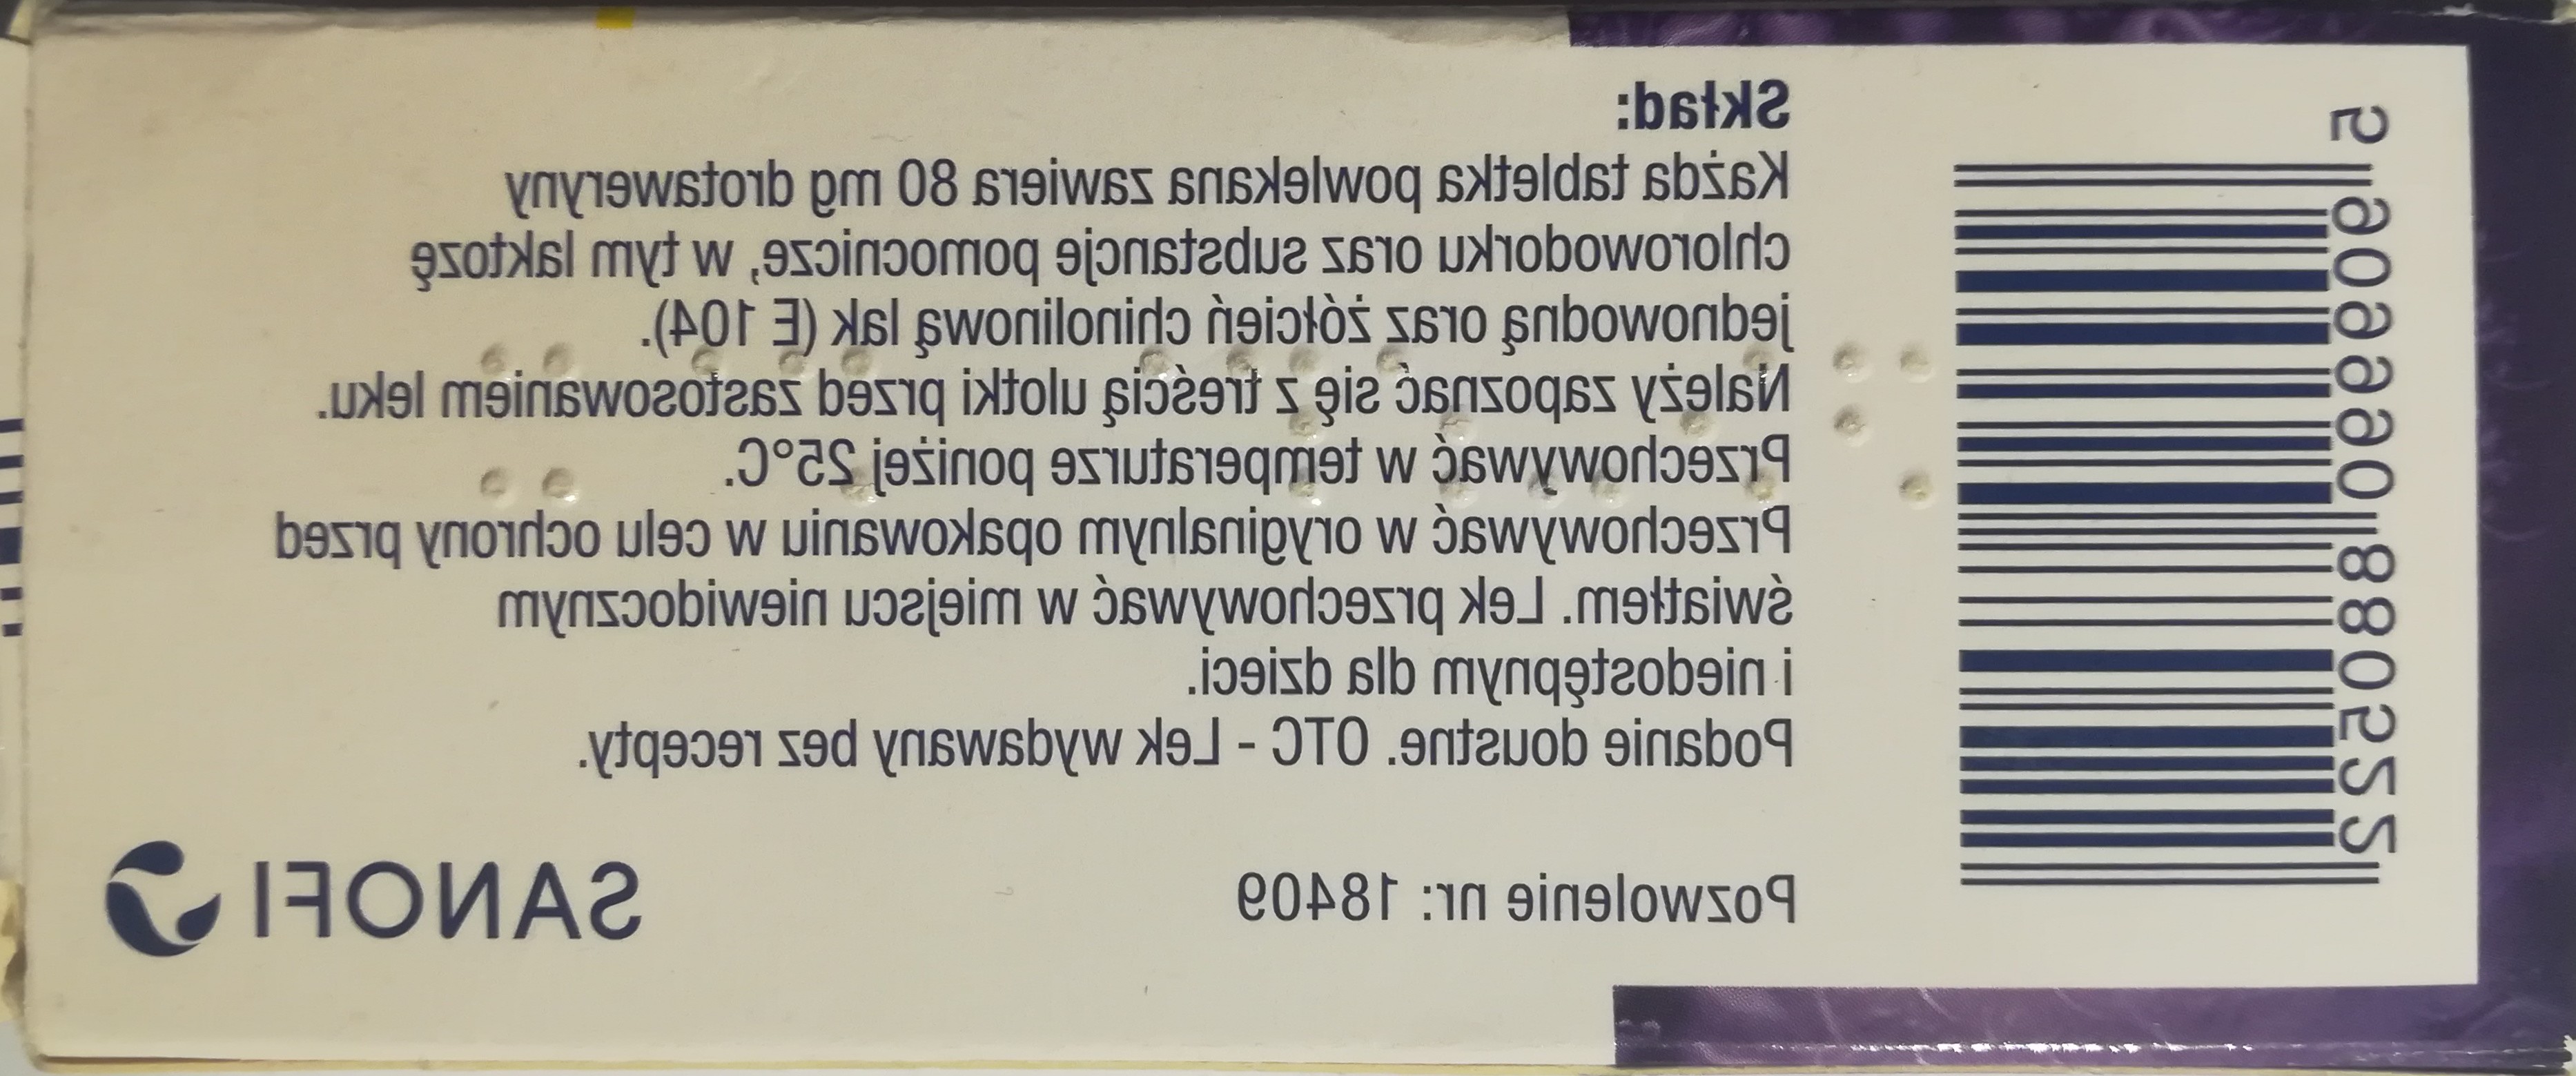 Skład:
Każda tabletka powlekana zawiera 80 mg drotaweryny
chlorowodorku oraz substancje pomocnicze, w tym laktozę
jednowodną oraz żółcień chinolinową lak (E 104).
Należy zapoznać się z treścią ulotki przed zastosowaniem leku.
Przechowywać w temperaturze poniżej 25°C.
Przechowywać w oryginalnym opakowaniu w celu ochrony przed
światłem. Lek przechowywać w miejscu niewidocznym
i niedostępnym dla dzieci.
Podanie doustne. OTC - Lek wydawany bez recepty.
Pozwolenie nr: 18409
SANOFI
5 909990 880522